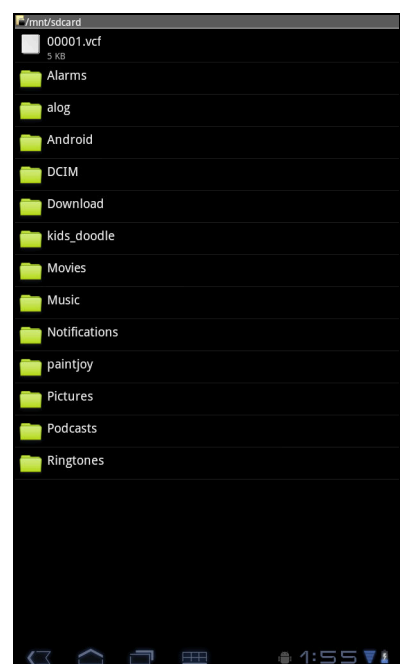 /mnt/sdcard
00001.vcf
5 KB
Alarms
alog
Android
DCIM
Download
kids_doodle
Movies
Music
Notifications
paintjoy
Pictures
Podcasts
Ringtones
1:55